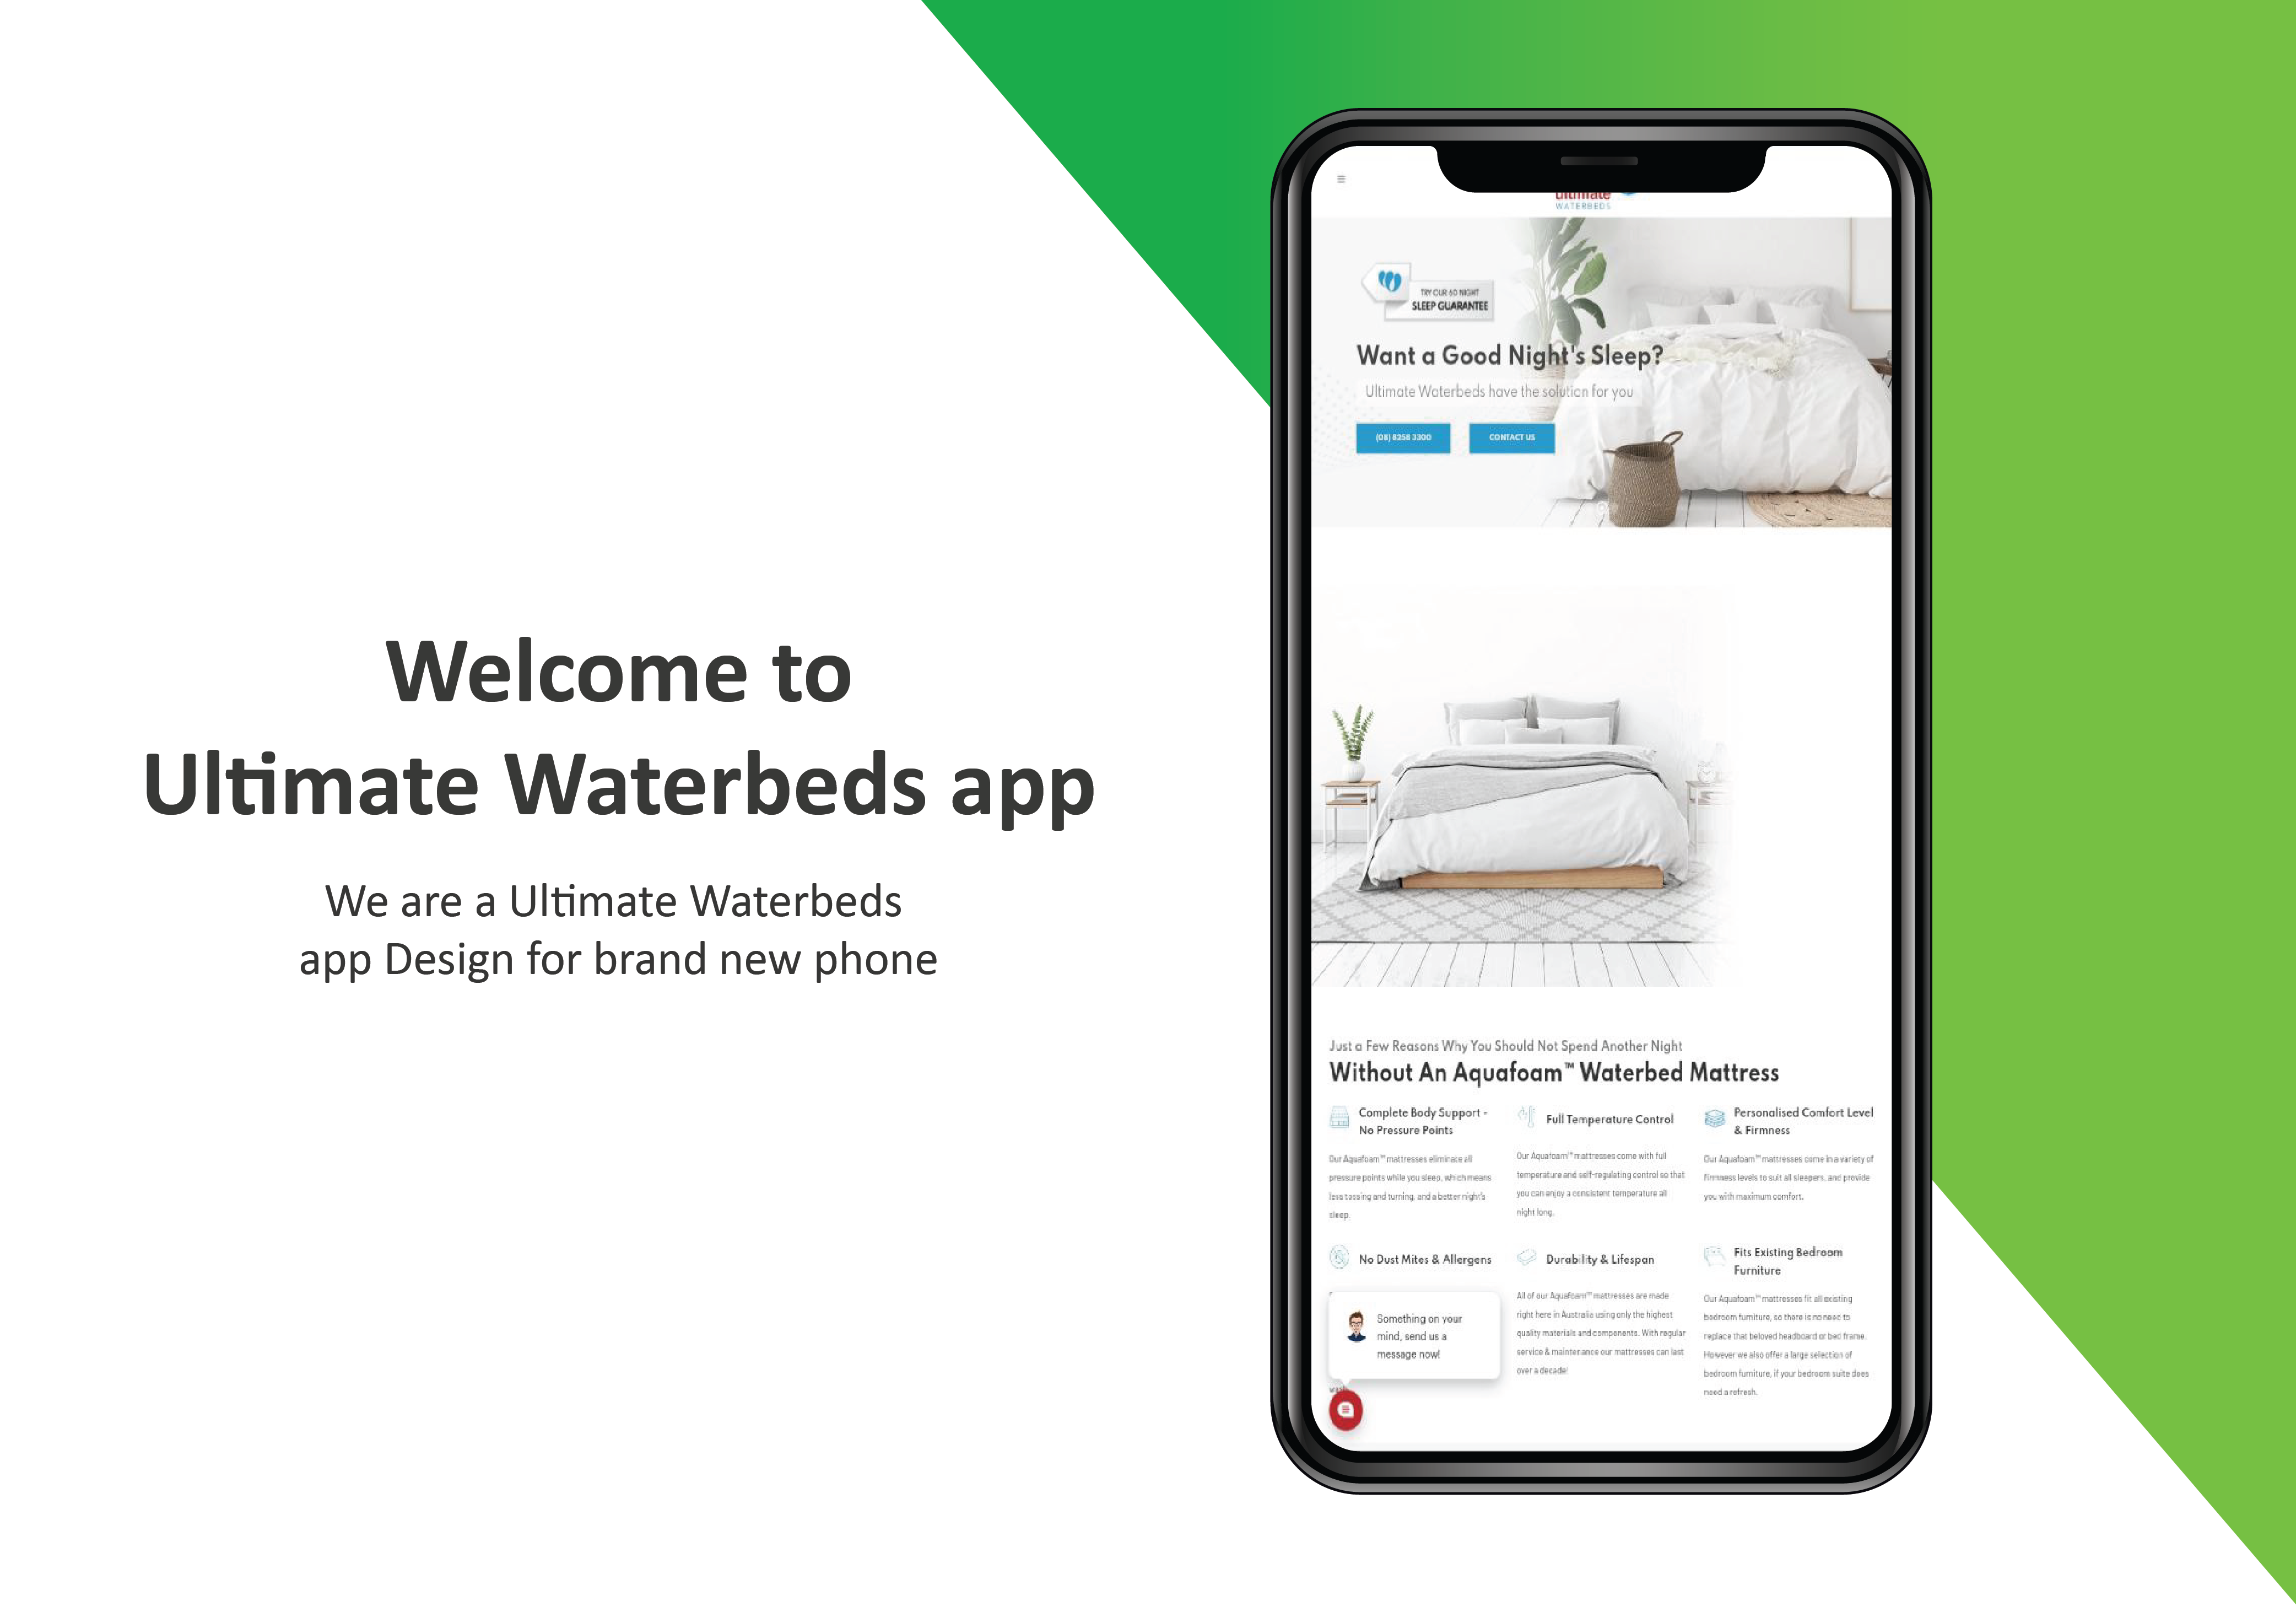 Welcome to
Ultimate Waterbeds app
We are a Ultimate Waterbeds
app Design for brand new phone
ultimate
WATERBEDS
TRY OUR 60 NIGHT
SLEEP GUARANTEE
Want a Good Night's Sleep?
Ultimate Waterbeds have the solution for you
(08) 8258 3300
CONTACT US
Just a Few Reasons Why You Should Not Spend Another Night
Without An Aquafoam™ Waterbed Mattress
Complete Body Support -
No Pressure Points
Our Aquafoam™ mattresses eliminate all
pressure points while you sleep, which means
less tossing and turning, and a better night's
sleep.
Full Temperature Control
Our Aquafoam™ mattresses come with full
temperature and self-regulating control so that
you can enjoy a consistent temperature all
night long.
Personalised Comfort Level
& Firmness
Our Aquafoam™ mattresses come in a variety of
firmness levels to suit all sleepers, and provide
you with maximum comfort.
No Dust Mites & Allergens
Something on your
mind, send us a
message now!
Durability & Lifespan
All of our Aquafoam™ mattresses are made
right here in Australia using only the highest
quality materials and components. With regular
service & maintenance our mattresses can last
over a decade!
Fits Existing Bedroom
Furniture
Our Aquafoam™ mattresses fit all existing
bedroom furniture, so there is no need to
replace that beloved headboard or bed frame.
However we also offer a large selection of
bedroom furniture, if your bedroom suite does
need a refresh.